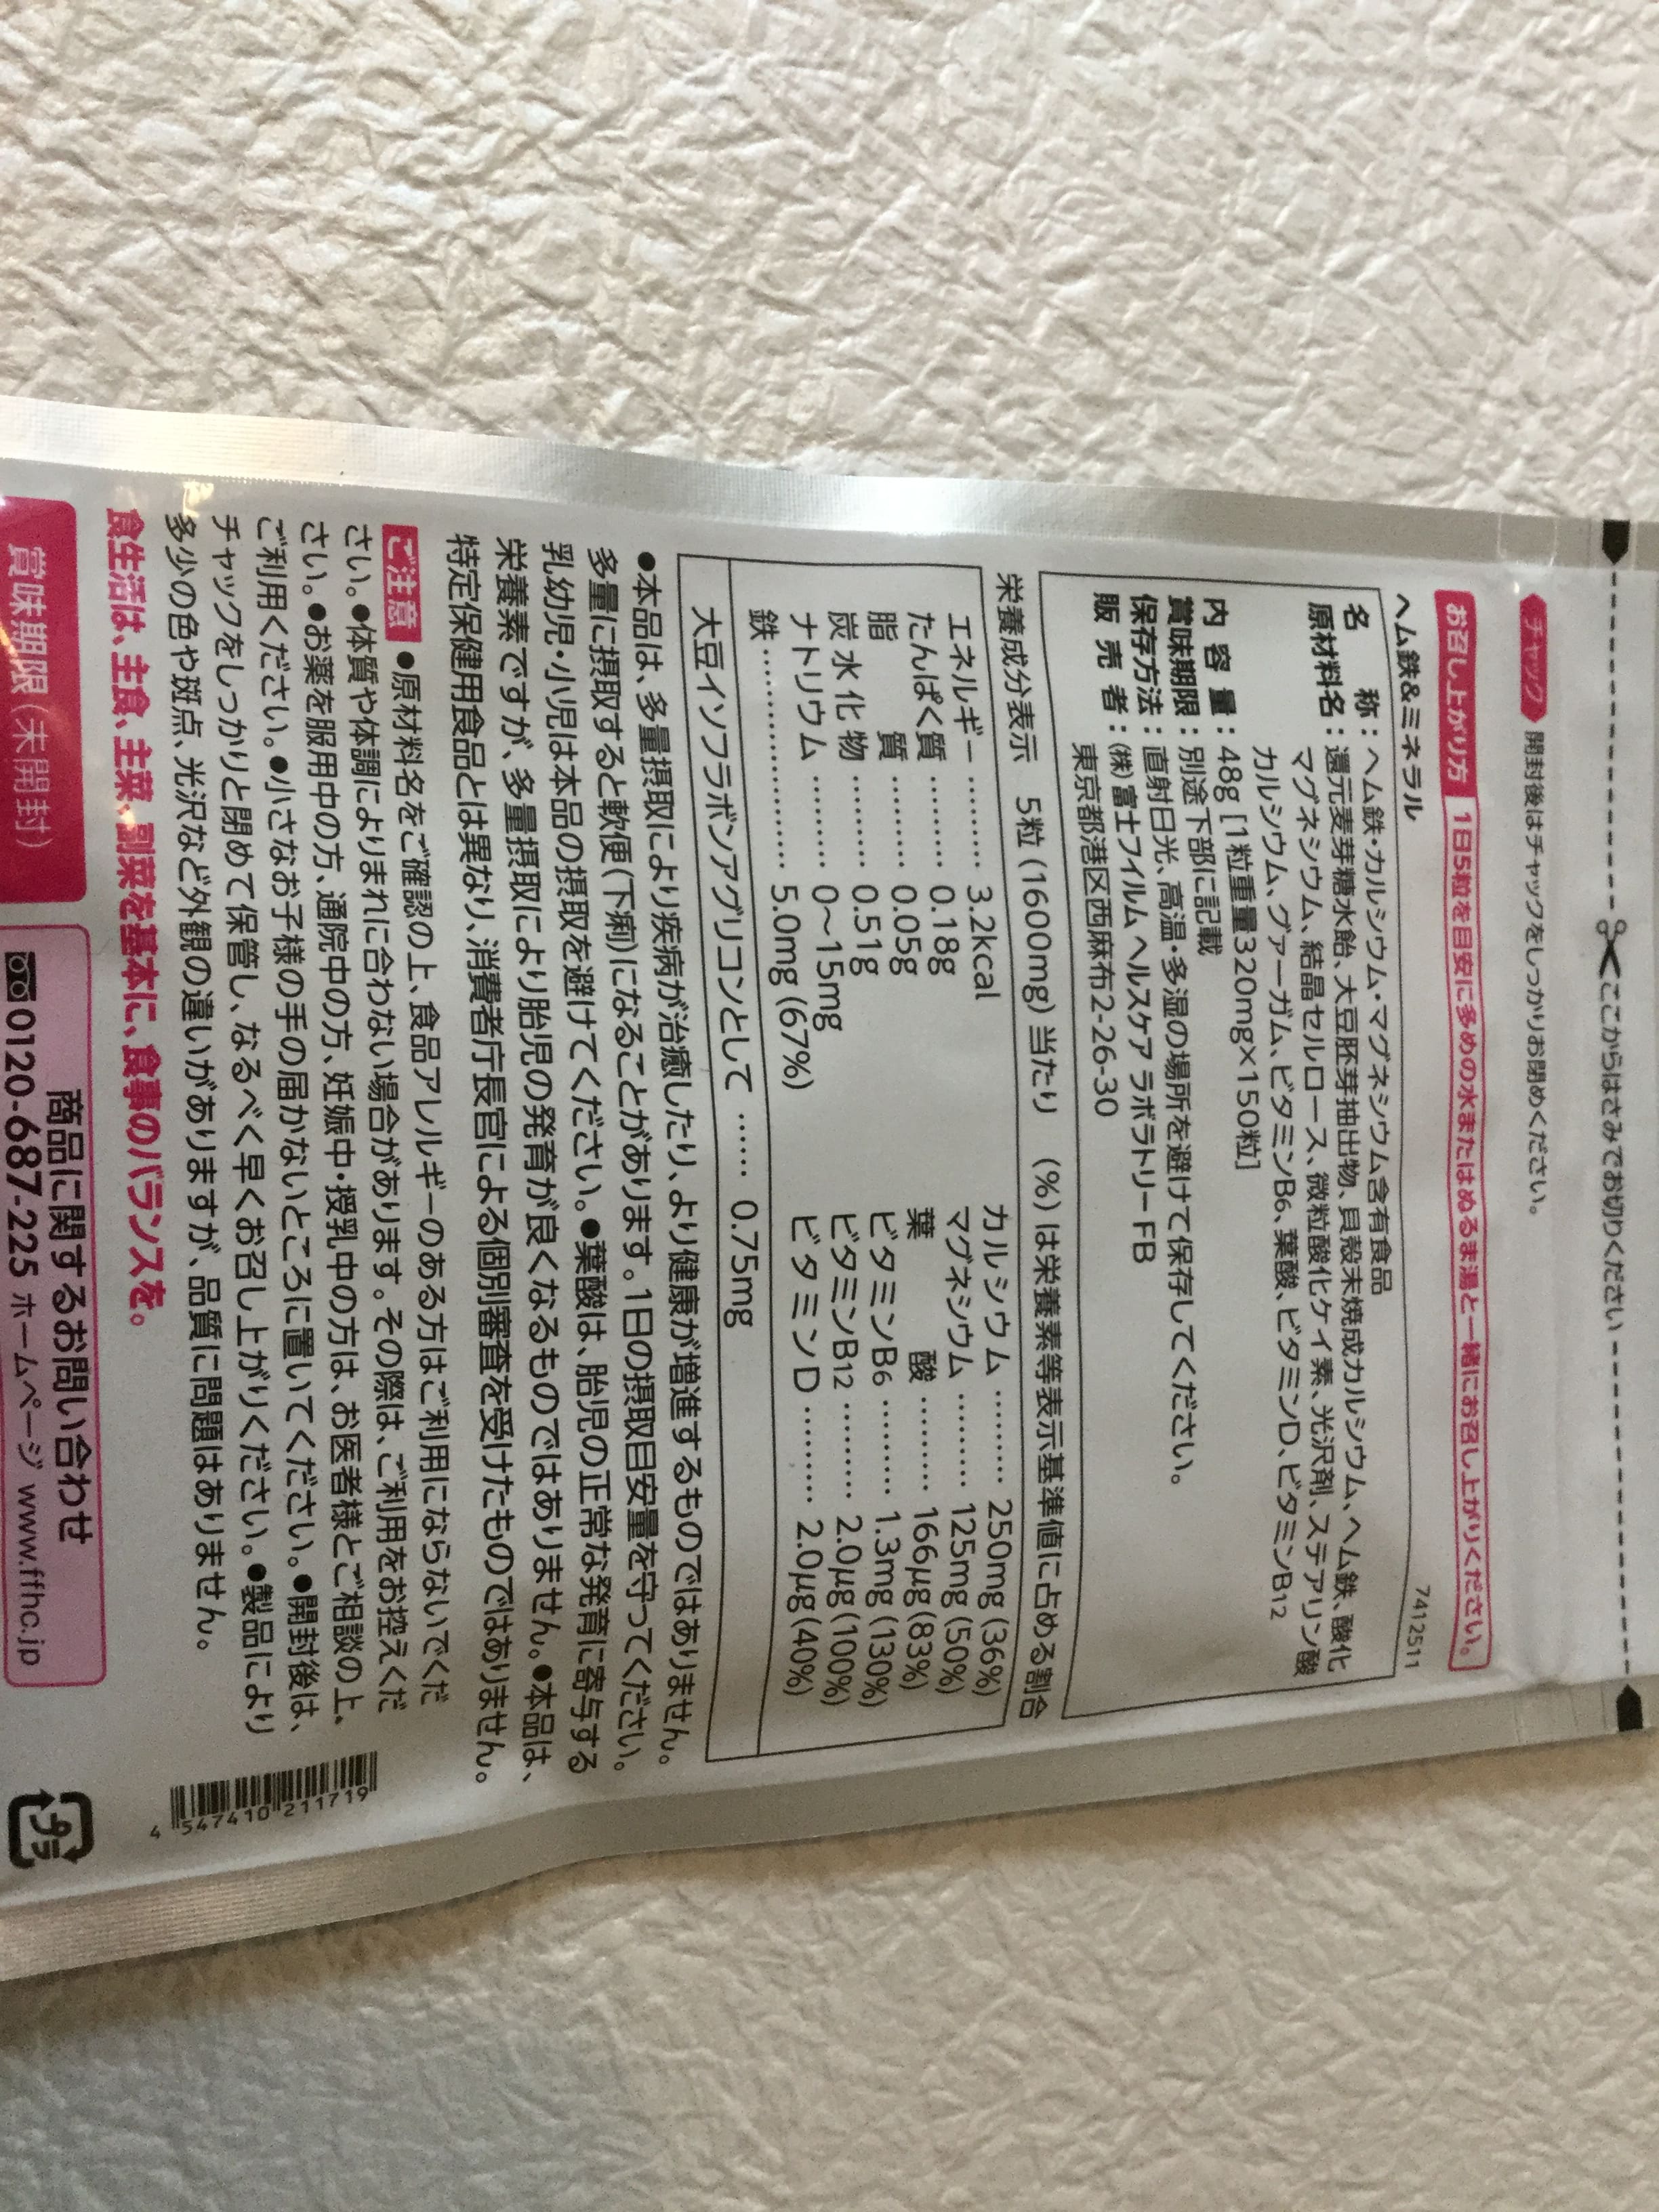 ここからはさみでお切りください
チャック 開封後はチャックをしっかりお閉めください。
お召し上がり方 1日5粒を目安に多めの水またはぬるま湯と一緒にお召し上がりください。
ヘム鉄&ミネラル 7412511
名称:ヘム鉄・カルシウム・マグネシウム含有食品
原材料名:還元麦芽糖水飴、大豆胚芽抽出物、貝殻末焼成カルシウム、ヘム鉄、酸化
マグネシウム、結晶セルロース、微粒酸化ケイ素、光沢剤、ステアリン酸
カルシウム、グァーガム、ビタミンB6、葉酸、ビタミンD、ビタミンB12
内容量:48g [1粒重量320mg×150粒]
賞味期限:別途下部に記載
保存方法:直射日光、高温・多湿の場所を避けて保存してください。
販売者:(株)富士フイルム ヘルスケア ラボラトリー FB
東京都港区西麻布2-26-30
栄養成分表示 5粒(1600mg)当たり (%)は栄養素等表示基準値に占める割合
エネルギー ……… 3.2kcal カルシウム ……… 250mg (36%)
たんぱく質 ……… 0.18g マグネシウム ……… 125mg (50%)
脂質 ……… 0.05g 葉酸 ……… 166μg (83%)
炭水化物 ……… 0.51g ビタミンB6 ……… 1.3mg (130%)
ナトリウム ……… 0~15mg ビタミンB12 ……… 2.0μg (100%)
鉄 ……… 5.0mg (67%) ビタミンD ……… 2.0μg (40%)
大豆イソフラボンアグリコンとして …… 0.75mg
●本品は、多量摂取により疾病が治癒したり、より健康が増進するものではありません。
多量に摂取すると軟便(下痢)になることがあります。1日の摂取目安量を守ってください。
乳幼児・小児は本品の摂取を避けてください。●葉酸は、胎児の正常な発育に寄与する
栄養素ですが、多量摂取により胎児の発育が良くなるものではありません。●本品は、
特定保健用食品とは異なり、消費者庁長官による個別審査を受けたものではありません。
ご注意 ●原材料名をご確認の上、食品アレルギーのある方はご利用にならないでくだ
さい。●体質や体調によりまれに合わない場合があります。その際は、ご利用をお控えくだ
さい。●お薬を服用中の方、通院中の方、妊娠中・授乳中の方は、お医者様とご相談の上、
ご利用ください。●小さなお子様の手の届かないところに置いてください。●開封後は、
チャックをしっかりと閉めて保管し、なるべく早くお召し上がりください。●製品により
多少の色や斑点、光沢など外観の違いがありますが、品質に問題はありません。
食生活は、主食、主菜、副菜を基本に、食事のバランスを。
4 547410 211719
賞味期限(未開封)
商品に関するお問い合わせ
0120-687-225 ホームページ www.ffhc.jp
プラ